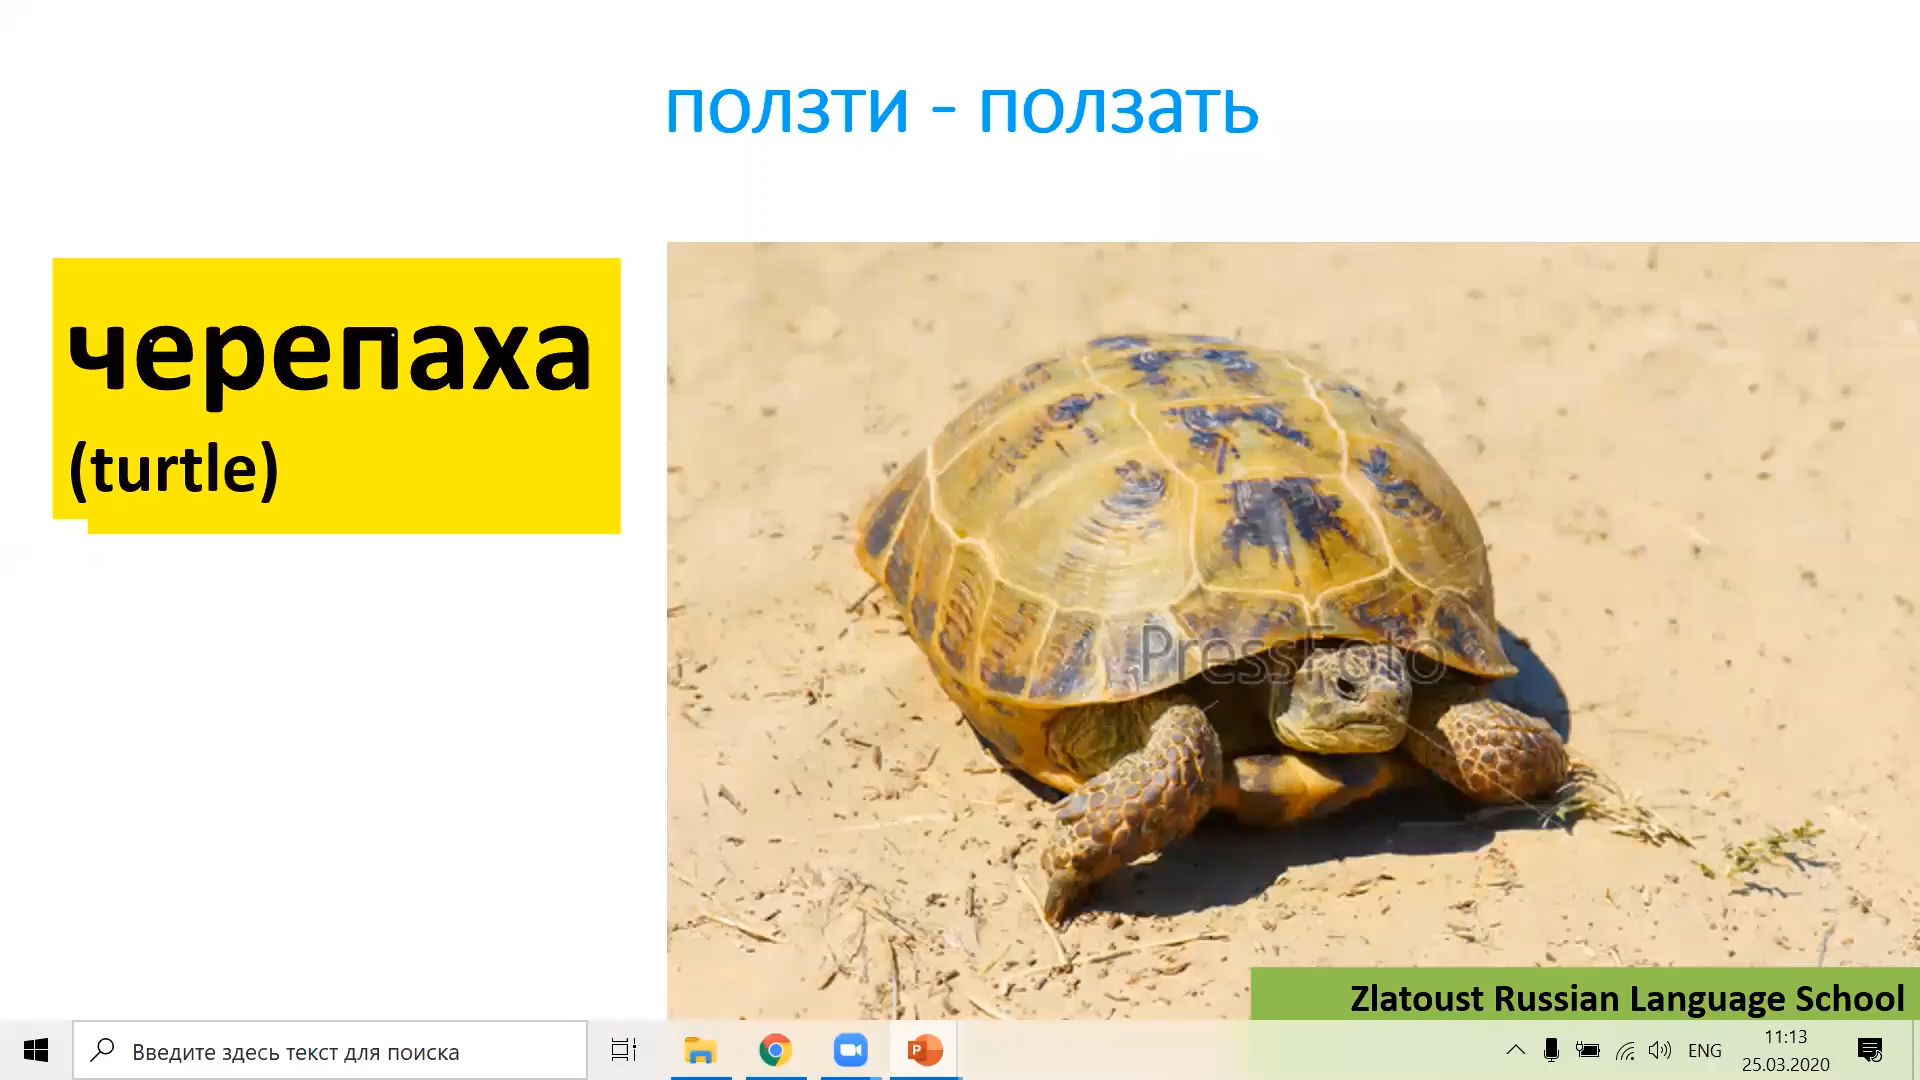 ползти - ползать
черепаха
(turtle)
PressFoto
Zlatoust Russian Language School
Введите здесь текст для поиска
ENG
11:13
25.03.2020